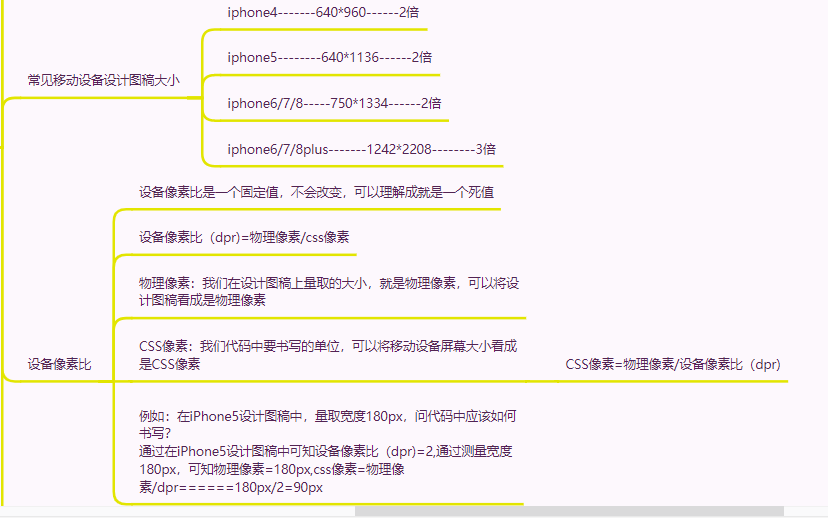 iphone4-------640*960------2倍
iphone5--------640*1136------2倍
常见移动设备设计图稿大小
iphone6/7/8-----750*1334------2倍
iphone6/7/8plus-------1242*2208--------3倍
设备像素比是一个固定值，不会改变，可以理解成就是一个死值
设备像素比（dpr)=物理像素/css像素
物理像素：我们在设计图稿上量取的大小，就是物理像素，可以将设
计图稿看成是物理像素
设备像素比
CSS像素：我们代码中要书写的单位，可以将移动设备屏幕大小看成
是CSS像素
CSS像素=物理像素/设备像素比（dpr)
例如：在iPhone5设计图稿中，量取宽度180px，问代码中应该如何
书写？
通过在iPhone5设计图稿中可知设备像素比（dpr)=2,通过测量宽度
180px，可知物理像素=180px,css像素=物理像
素/dpr======180px/2=90px